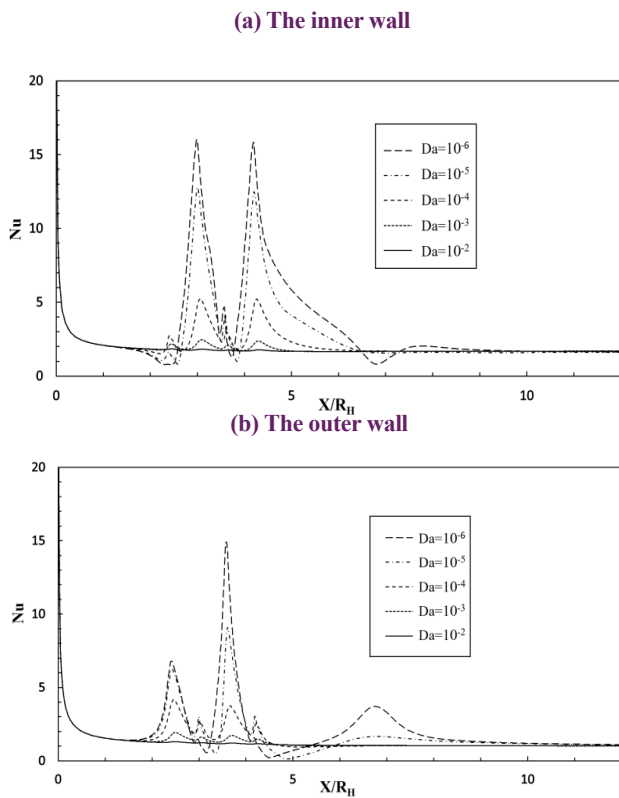 (a) The inner wall
20
15
10
5
0
Nu
Da=10⁻⁶
Da=10⁻⁵
Da=10⁻⁴
Da=10⁻³
Da=10⁻²
0 5 10
X/R_H
(b) The outer wall
20
15
10
5
0
Nu
Da=10⁻⁶
Da=10⁻⁵
Da=10⁻⁴
Da=10⁻³
Da=10⁻²
0 5 10
X/R_H